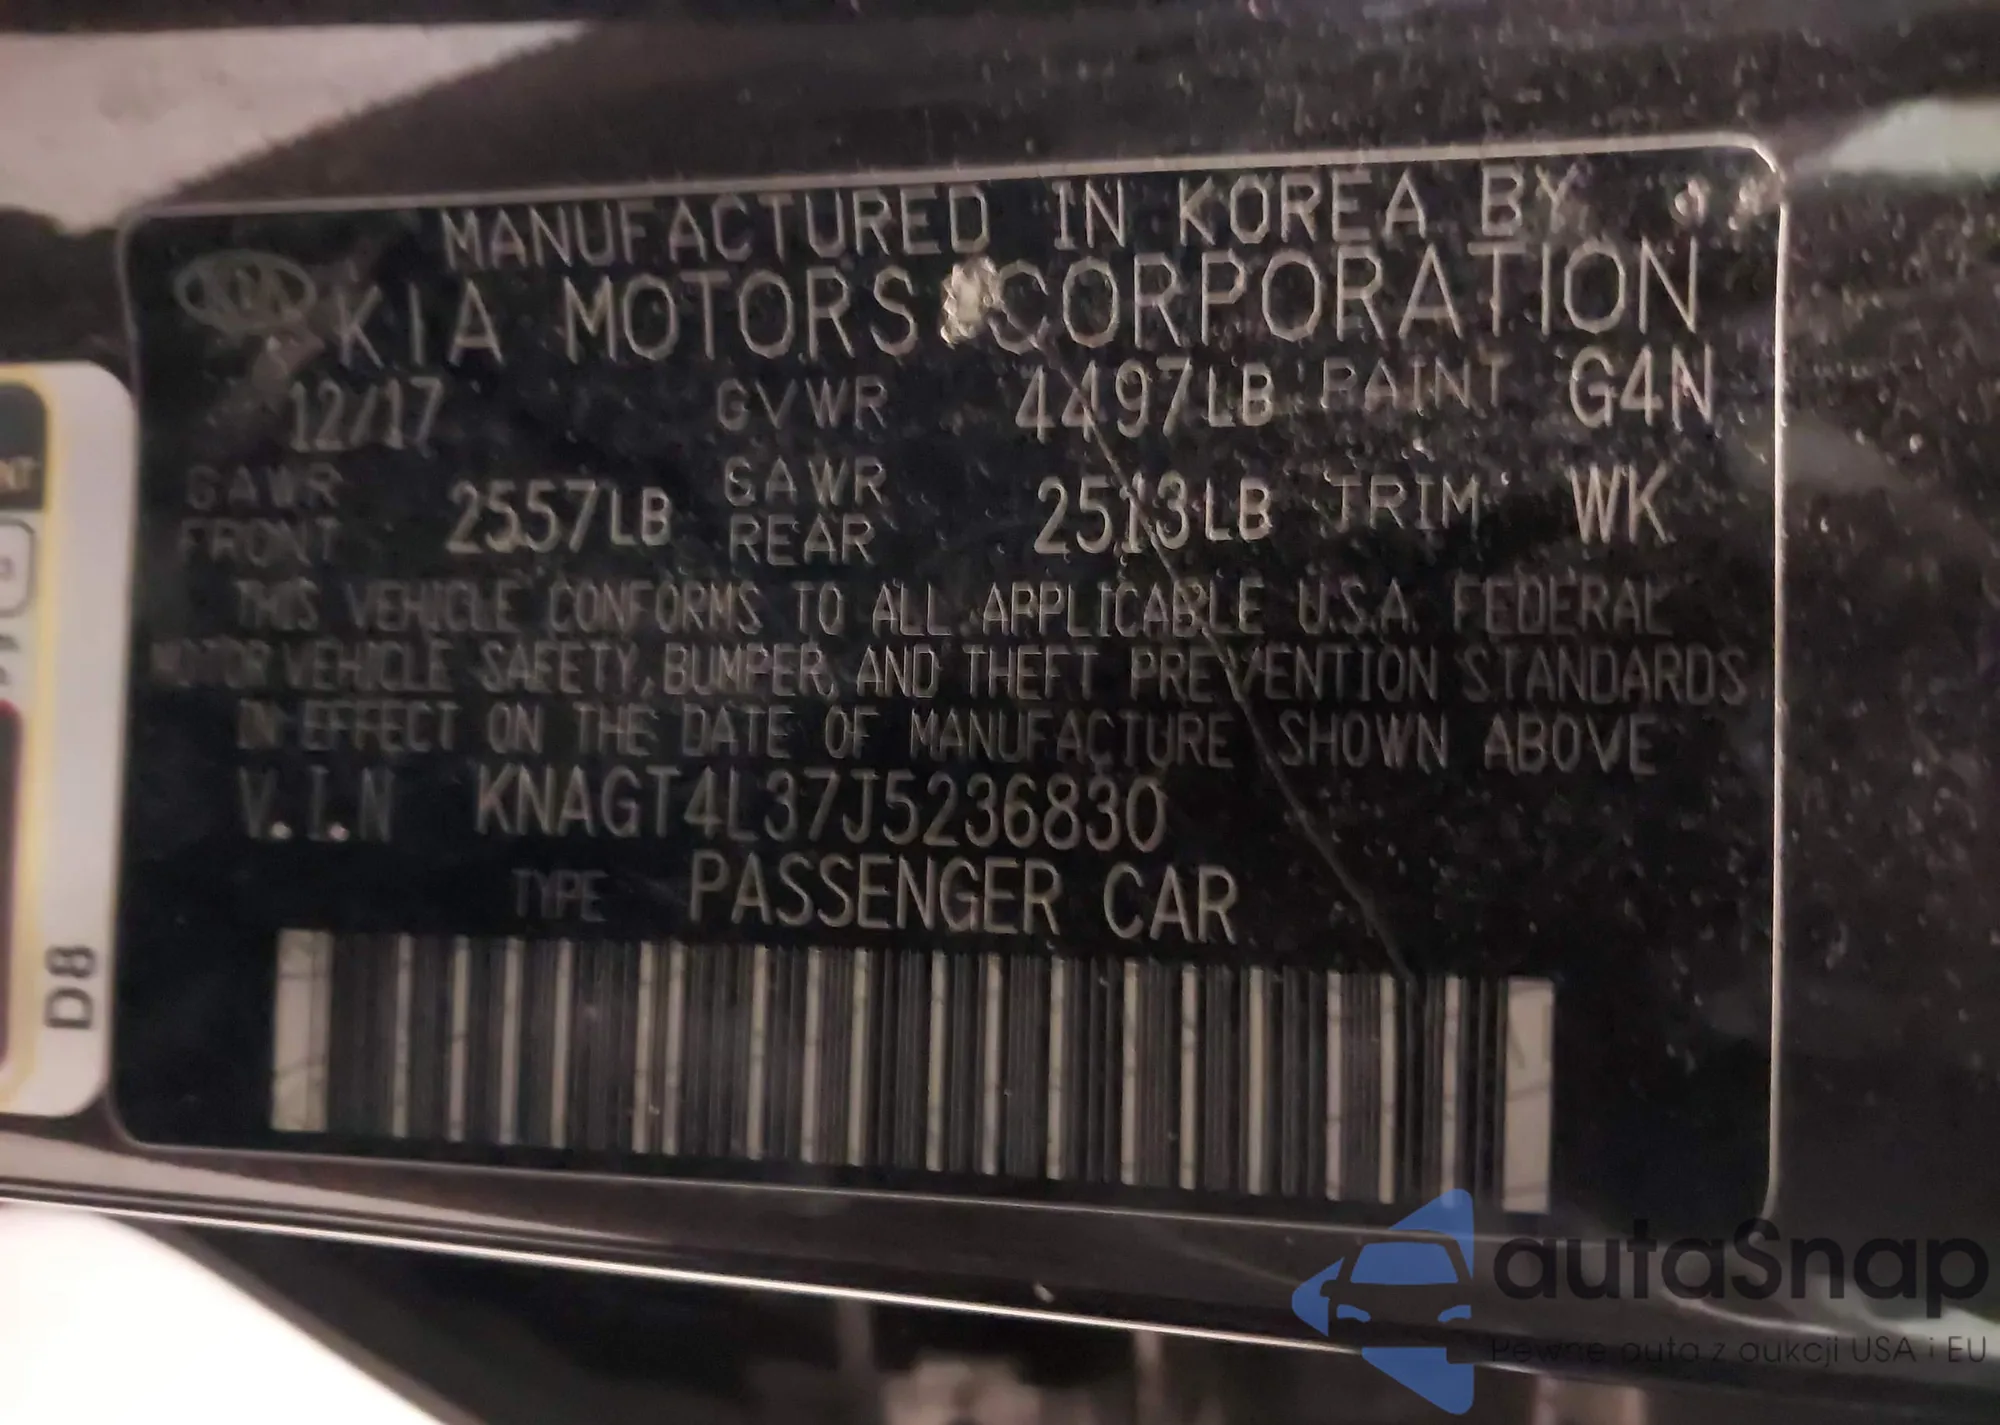 MANUFACTURED IN KOREA BY
KIA KIA MOTORS CORPORATION
12/17 GVWR 4497LB PAINT G4N
GAWR FRONT 2557LB GAWR REAR 2513LB TRIM WK
THIS VEHICLE CONFORMS TO ALL APPLICABLE U.S.A. FEDERAL
MOTOR VEHICLE SAFETY, BUMPER, AND THEFT PREVENTION STANDARDS
IN EFFECT ON THE DATE OF MANUFACTURE SHOWN ABOVE
V.I.N KNAGT4L37J5236830
TYPE PASSENGER CAR
D8
autaSnap
Pewne auta z aukcji USA i EU